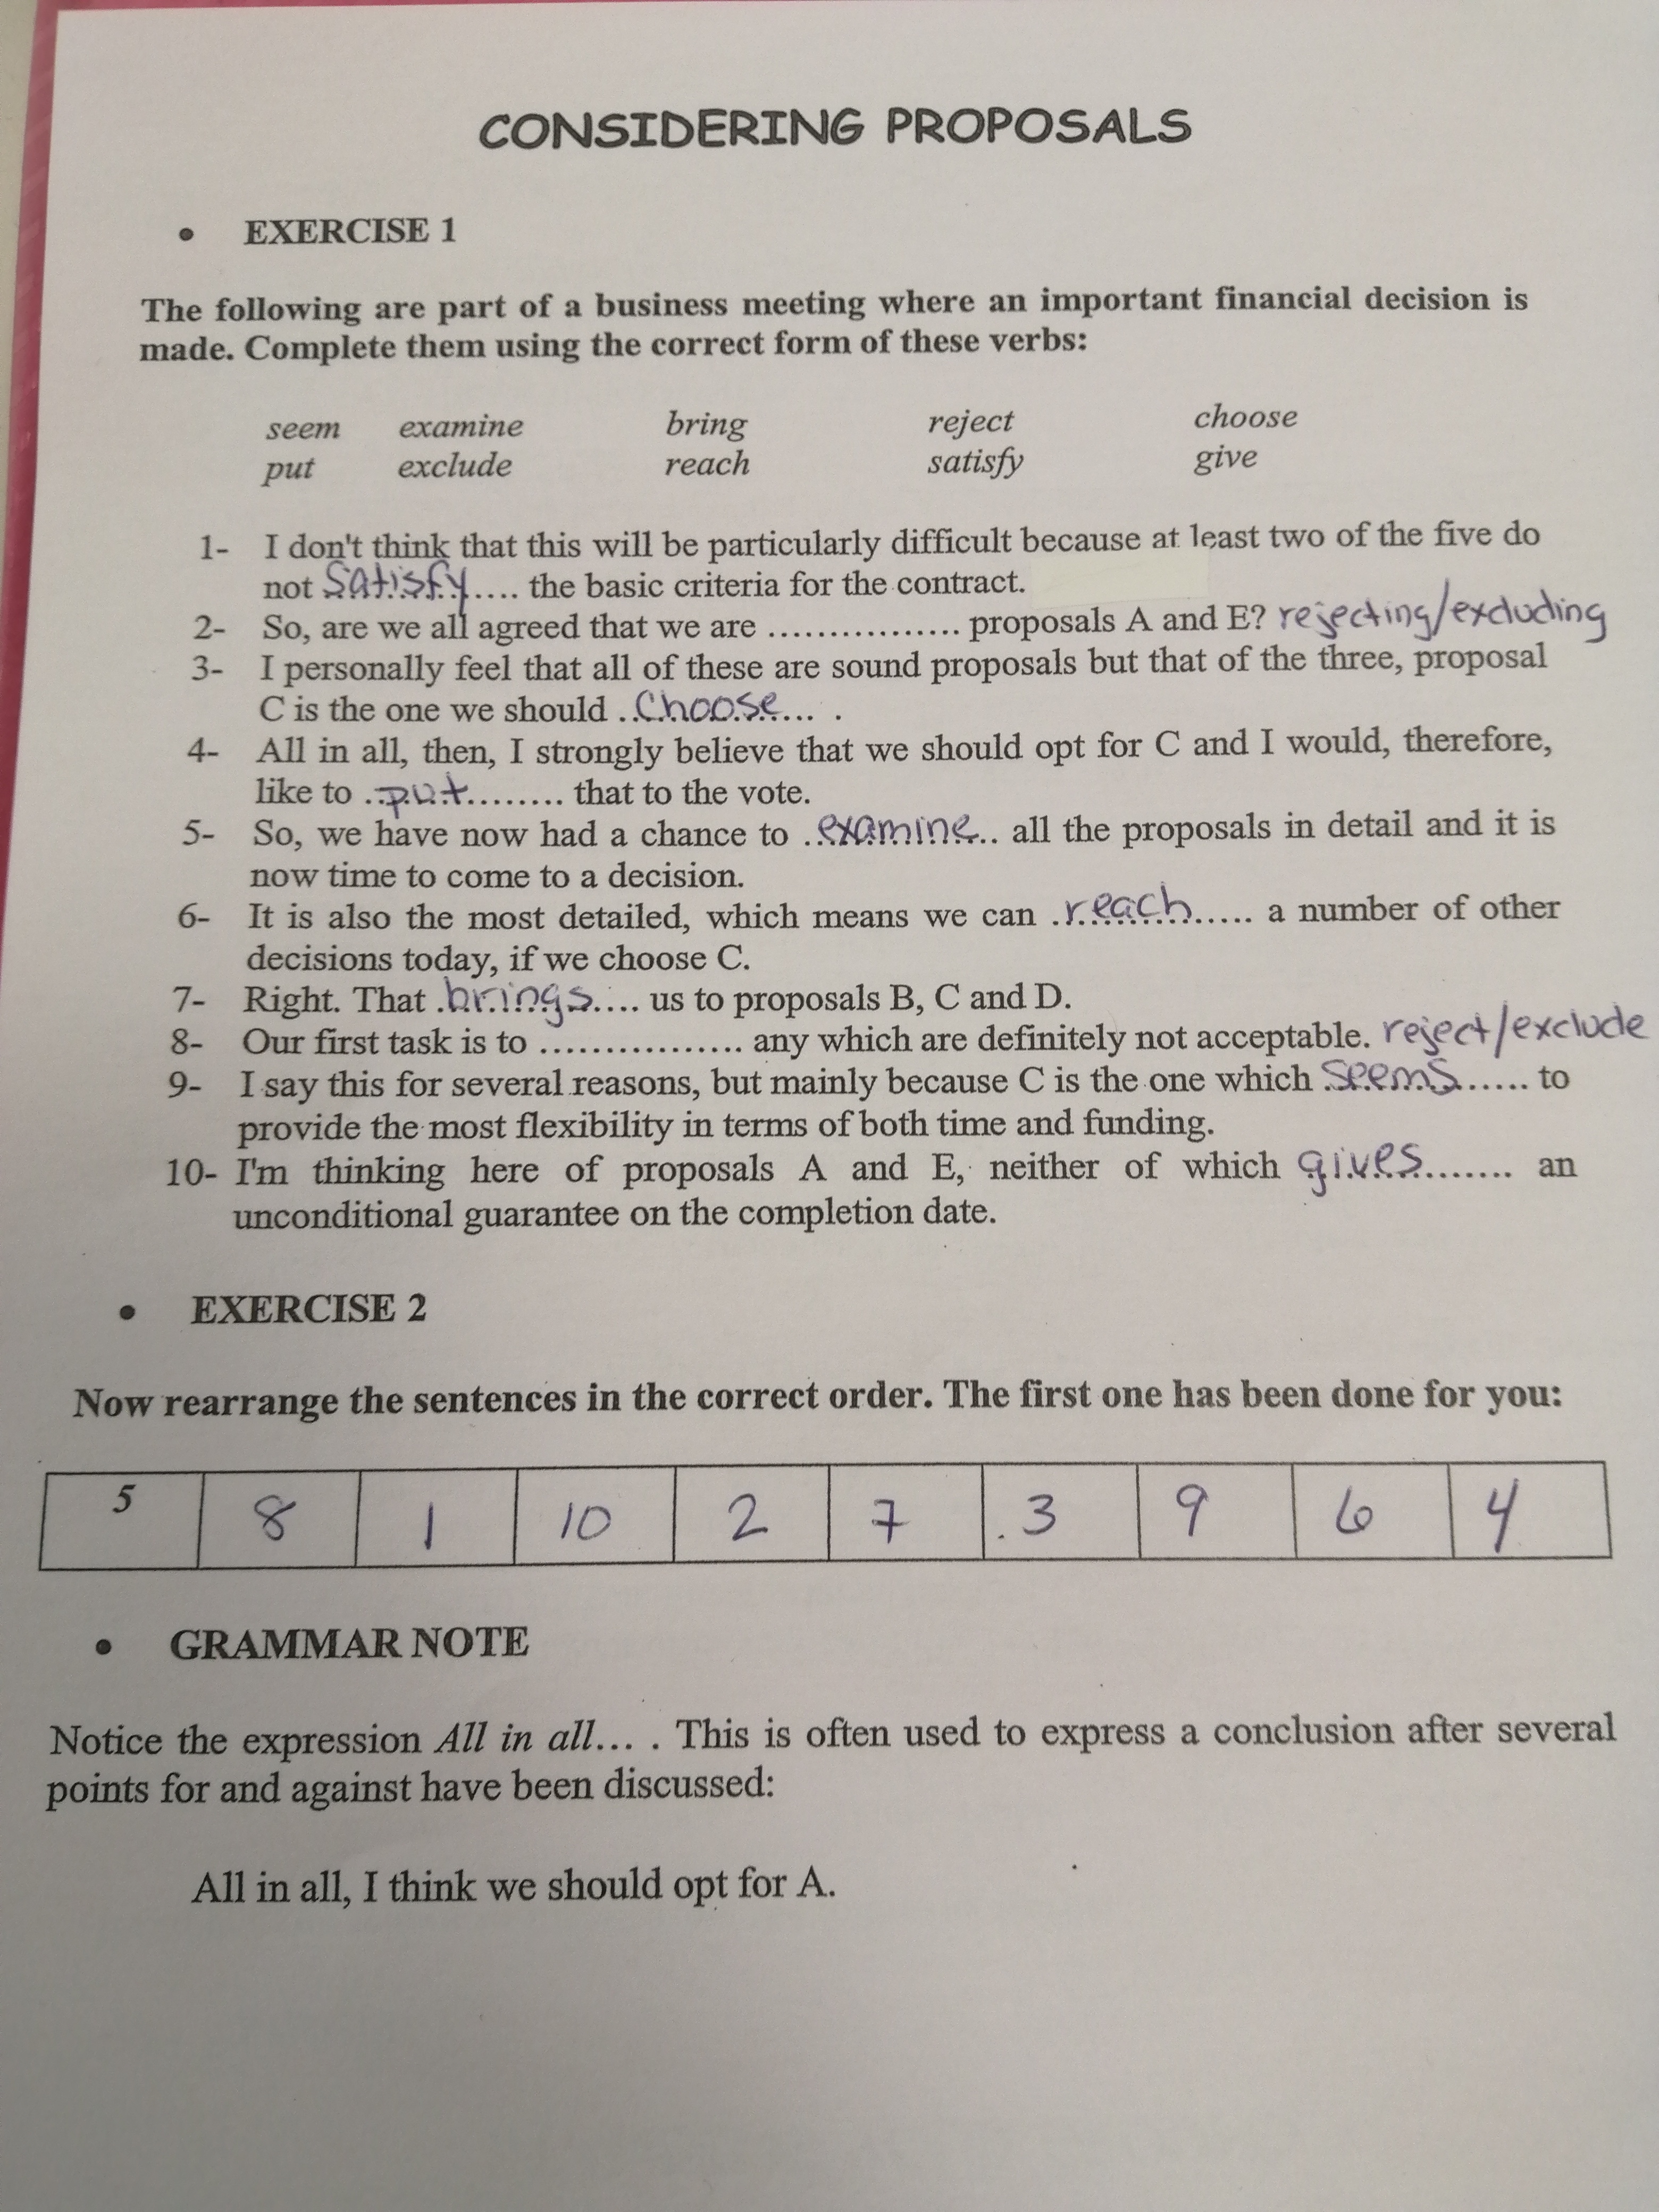 CONSIDERING PROPOSALS
• EXERCISE 1
The following are part of a business meeting where an important financial decision is
made. Complete them using the correct form of these verbs:
seem examine bring reject choose
put exclude reach satisfy give
1- I don't think that this will be particularly difficult because at least two of the five do
not satisfy.... the basic criteria for the contract.
2- So, are we all agreed that we are ................ proposals A and E? rejecting/excluding
3- I personally feel that all of these are sound proposals but that of the three, proposal
C is the one we should ..choose... .
4- All in all, then, I strongly believe that we should opt for C and I would, therefore,
like to ..put........ that to the vote.
5- So, we have now had a chance to ..examine.. all the proposals in detail and it is
now time to come to a decision.
6- It is also the most detailed, which means we can .reach..... a number of other
decisions today, if we choose C.
7- Right. That .brings.... us to proposals B, C and D.
8- Our first task is to ................. any which are definitely not acceptable. reject/exclude
9- I say this for several reasons, but mainly because C is the one which seems...... to
provide the most flexibility in terms of both time and funding.
10- I'm thinking here of proposals A and E, neither of which gives........ an
unconditional guarantee on the completion date.
• EXERCISE 2
Now rearrange the sentences in the correct order. The first one has been done for you:
5 8 1 10 2 7 3 9 6 4
• GRAMMAR NOTE
Notice the expression All in all... . This is often used to express a conclusion after several
points for and against have been discussed:
All in all, I think we should opt for A.